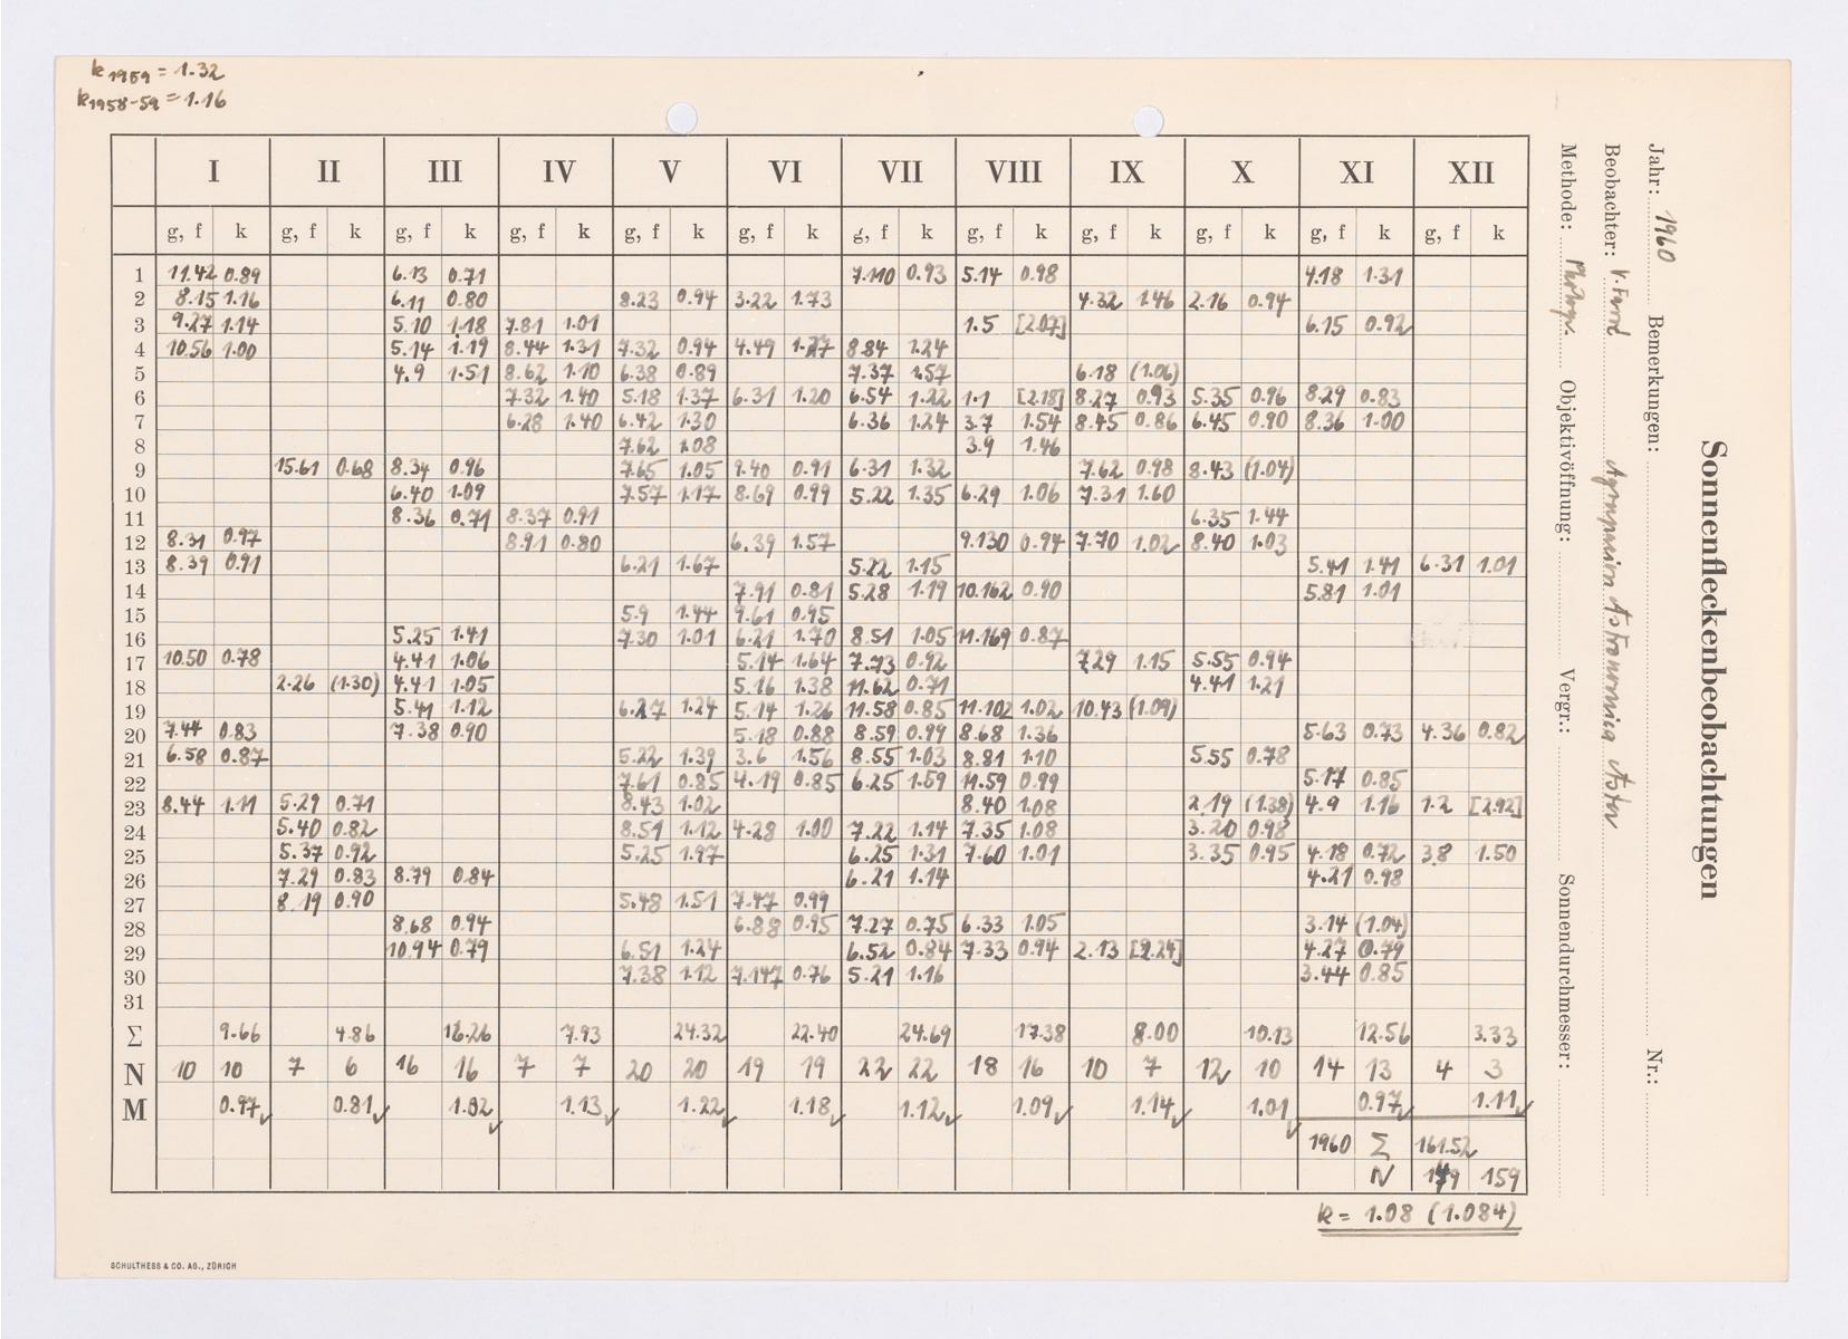 k 1959 = 1.32
k 1958-59 = 1.16
I II III IV V VI VII VIII IX X XI XII
g, f k g, f k g, f k g, f k g, f k g, f k g, f k g, f k g, f k g, f k g, f k g, f k
1 11.42 0.89 6.13 0.71 7.110 0.93 5.14 0.98 4.18 1.31
2 8.15 1.16 6.11 0.80 8.23 0.94 3.22 1.73 4.32 1.46 2.16 0.94
3 9.27 1.14 5.10 1.18 7.81 1.01 1.5 [2.07] 6.15 0.92
4 10.56 1.00 5.14 1.19 8.44 1.31 7.32 0.94 4.49 1.27 8.84 1.24
5 4.9 1.51 8.62 1.10 6.38 0.89 7.37 1.57 6.18 (1.06)
6 7.32 1.40 5.18 1.37 6.31 1.20 6.54 1.22 1.1 [2.18] 8.27 0.93 5.35 0.96 8.29 0.83
7 6.28 1.40 6.42 1.30 6.36 1.24 3.7 1.54 8.45 0.86 6.45 0.90 8.36 1.00
8 7.62 1.08 3.9 1.46
9 15.61 0.68 8.34 0.96 7.65 1.05 9.40 0.91 6.31 1.32 7.62 0.98 8.43 (1.04)
10 6.40 1.09 7.57 1.17 8.69 0.99 5.22 1.35 6.29 1.06 7.31 1.60
11 8.36 0.71 8.37 0.91 6.35 1.44
12 8.31 0.97 8.91 0.80 6.39 1.57 9.130 0.94 7.70 1.02 8.40 1.03
13 8.39 0.91 6.21 1.67 5.22 1.15 5.41 1.41 6.31 1.01
14 7.91 0.81 5.28 1.19 10.162 0.90 5.81 1.01
15 5.9 1.44 9.61 0.95
16 5.25 1.41 7.30 1.01 6.21 1.70 8.51 1.05 11.169 0.87
17 10.50 0.78 4.41 1.06 5.14 1.64 7.73 0.92 7.29 1.15 5.55 0.94
18 2.26 (1.30) 4.41 1.05 5.16 1.38 11.62 0.71 4.41 1.21
19 5.41 1.12 6.27 1.24 5.14 1.26 11.58 0.85 11.102 1.02 10.43 (1.09)
20 7.44 0.83 7.38 0.90 5.18 0.88 8.59 0.99 8.68 1.36 5.63 0.73 4.36 0.82
21 6.58 0.87 5.22 1.39 3.6 1.56 8.55 1.03 8.81 1.10 5.55 0.78
22 7.61 0.85 4.19 0.85 6.25 1.59 11.59 0.99 5.17 0.85
23 8.44 1.11 5.29 0.71 8.43 1.02 8.40 1.08 2.19 (1.38) 4.9 1.16 1.2 [2.92]
24 5.40 0.82 8.51 1.12 4.28 1.00 7.22 1.14 7.35 1.08 3.20 0.98
25 5.37 0.92 5.25 1.97 6.25 1.31 7.60 1.01 3.35 0.95 4.18 0.72 3.8 1.50
26 7.29 0.83 8.79 0.84 6.21 1.14 4.21 0.98
27 8.19 0.90 5.48 1.51 7.47 0.99
28 8.68 0.94 6.88 0.95 7.27 0.75 6.33 1.05 3.14 (1.04)
29 10.94 0.79 6.51 1.24 6.52 0.84 7.33 0.94 2.13 [2.24] 4.27 0.79
30 7.38 1.12 7.147 0.76 5.21 1.16 3.44 0.85
31
Σ 9.66 4.86 16.26 7.93 24.32 22.40 24.69 17.38 8.00 10.13 12.56 3.33
N 10 10 7 6 16 16 7 7 20 20 19 19 22 22 18 16 10 7 12 10 14 13 4 3
M 0.97✓ 0.81✓ 1.02✓ 1.13✓ 1.22✓ 1.18✓ 1.12✓ 1.09✓ 1.14✓ 1.01✓ 0.97✓ 1.11✓
1960 Σ 161.52
N 179 159
k = 1.08 (1.084)
SCHULTHESS & CO. AG., ZÜRICH
Sonnenfleckenbeobachtungen
Jahr: 1960 Bemerkungen: Nr.:
Beobachter: Astronomica
Methode: Objektivöffnung: Vergr.: Sonnendurchmesser: